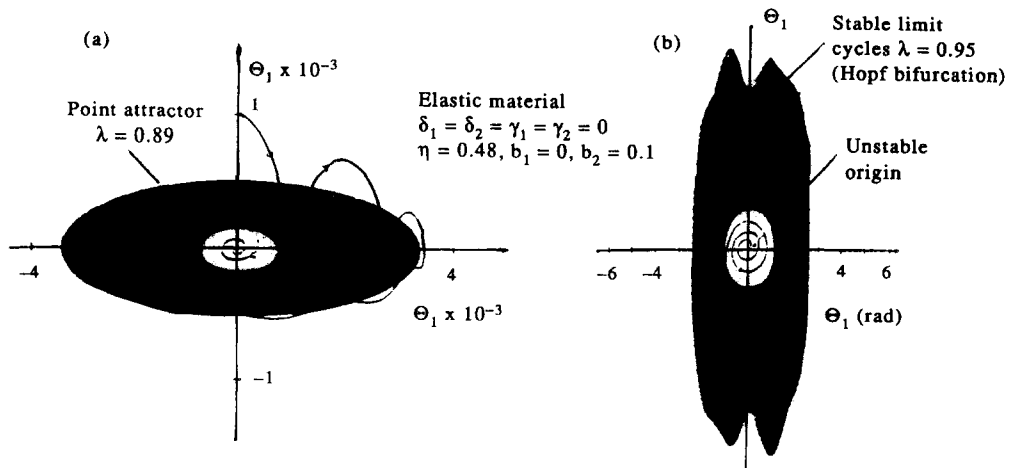 (a)
Θ₁ x 10⁻³
1
Point attractor
λ = 0.89
-4
4
Θ₁ x 10⁻³
-1
Elastic material
δ₁ = δ₂ = γ₁ = γ₂ = 0
η = 0.48, b₁ = 0, b₂ = 0.1
(b)
Θ₁
Stable limit
cycles λ = 0.95
(Hopf bifurcation)
Unstable
origin
-6 -4 4 6
Θ₁ (rad)